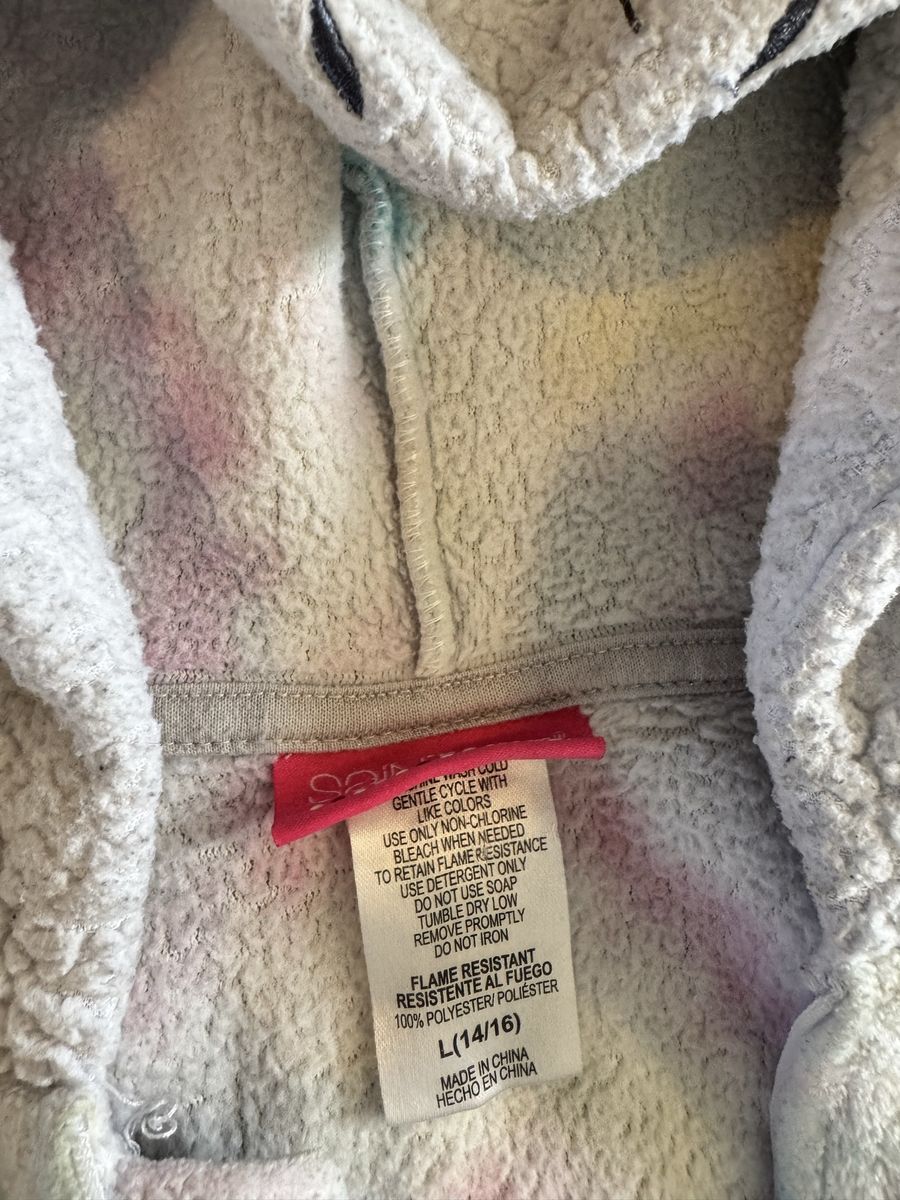 WASH COLD
GENTLE CYCLE WITH
LIKE COLORS
USE ONLY NON-CHLORINE
BLEACH WHEN NEEDED
TO RETAIN FLAME RESISTANCE
USE DETERGENT ONLY
DO NOT USE SOAP
TUMBLE DRY LOW
REMOVE PROMPTLY
DO NOT IRON
FLAME RESISTANT
RESISTENTE AL FUEGO
100% POLYESTER/ POLIÉSTER
L(14/16)
MADE IN CHINA
HECHO EN CHINA